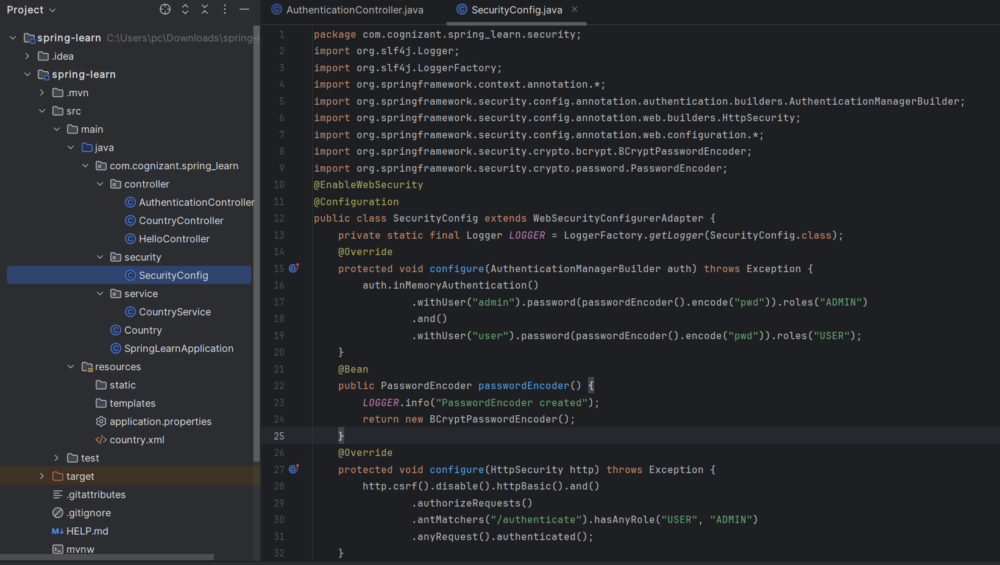 Project
spring-learn C:\Users\pc\Downloads\spring-l
.idea
spring-learn
.mvn
src
main
java
com.cognizant.spring_learn
controller
AuthenticationController
CountryController
HelloController
security
SecurityConfig
service
CountryService
Country
SpringLearnApplication
resources
static
templates
application.properties
country.xml
test
target
.gitattributes
.gitignore
HELP.md
mvnw
AuthenticationController.java SecurityConfig.java
1 package com.cognizant.spring_learn.security;
2 import org.slf4j.Logger;
3 import org.slf4j.LoggerFactory;
4 import org.springframework.context.annotation.*;
5 import org.springframework.security.config.annotation.authentication.builders.AuthenticationManagerBuilder;
6 import org.springframework.security.config.annotation.web.builders.HttpSecurity;
7 import org.springframework.security.config.annotation.web.configuration.*;
8 import org.springframework.security.crypto.bcrypt.BCryptPasswordEncoder;
9 import org.springframework.security.crypto.password.PasswordEncoder;
10 @EnableWebSecurity
11 @Configuration
12 public class SecurityConfig extends WebSecurityConfigurerAdapter {
13     private static final Logger LOGGER = LoggerFactory.getLogger(SecurityConfig.class);
14     @Override
15     protected void configure(AuthenticationManagerBuilder auth) throws Exception {
16         auth.inMemoryAuthentication()
17                 .withUser("admin").password(passwordEncoder().encode("pwd")).roles("ADMIN")
18                 .and()
19                 .withUser("user").password(passwordEncoder().encode("pwd")).roles("USER");
20     }
21     @Bean
22     public PasswordEncoder passwordEncoder() {
23         LOGGER.info("PasswordEncoder created");
24         return new BCryptPasswordEncoder();
25     }
26     @Override
27     protected void configure(HttpSecurity http) throws Exception {
28         http.csrf().disable().httpBasic().and()
29                 .authorizeRequests()
30                 .antMatchers("/authenticate").hasAnyRole("USER", "ADMIN")
31                 .anyRequest().authenticated();
32     }